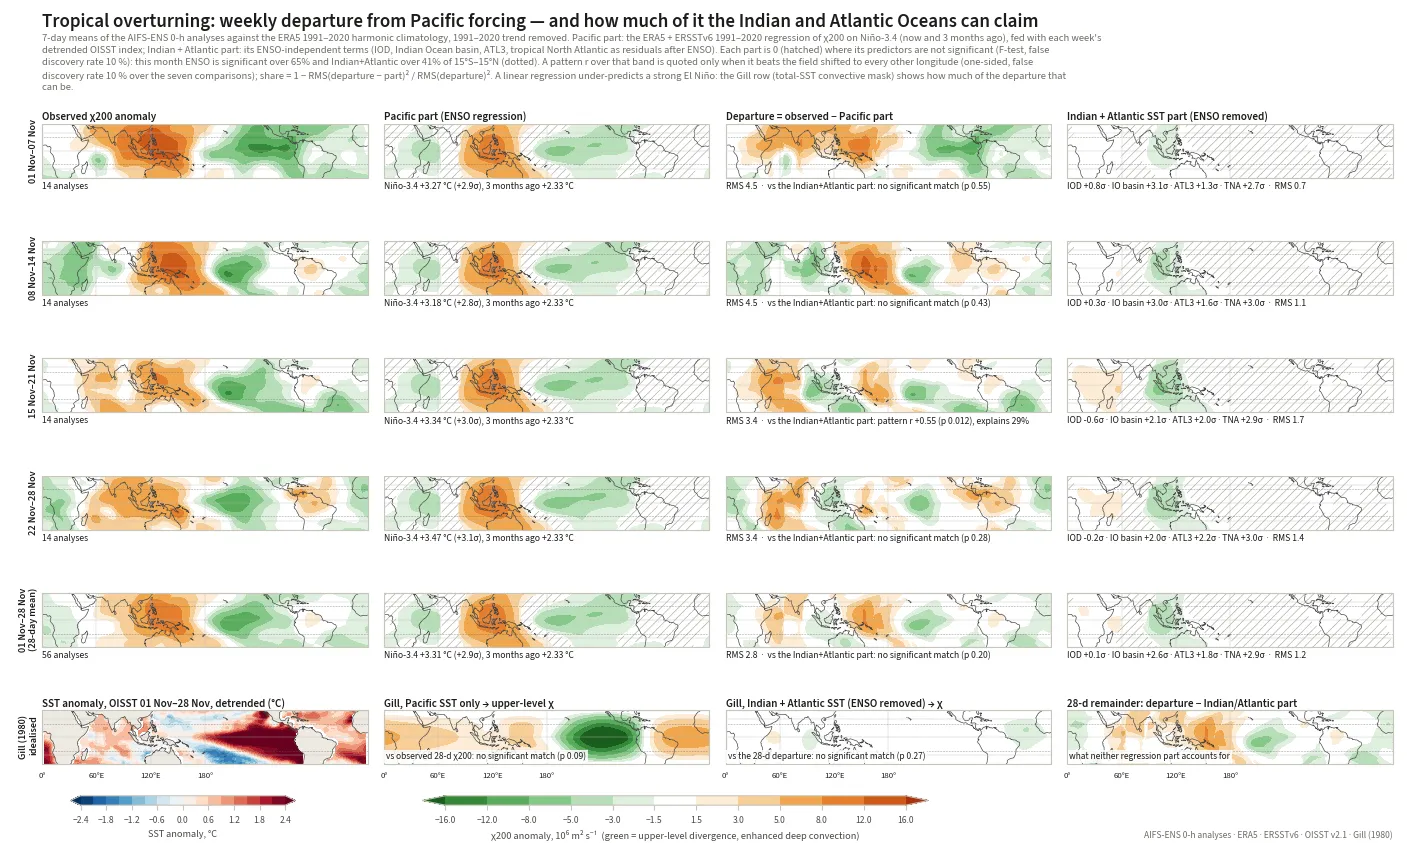 Tropical overturning: weekly departure from Pacific forcing — and how much of it the Indian and Atlantic Oceans can claim
7-day means of the AIFS-ENS 0-h analyses against the ERA5 1991–2020 harmonic climatology, 1991–2020 trend removed. Pacific part: the ERA5 + ERSSTv6 1991–2020 regression of χ200 on Niño-3.4 (now and 3 months ago), fed with each week's
detrended OISST index; Indian + Atlantic part: its ENSO-independent terms (IOD, Indian Ocean basin, ATL3, tropical North Atlantic as residuals after ENSO). Each part is 0 (hatched) where its predictors are not significant (F-test, false
discovery rate 10 %): this month ENSO is significant over 65% and Indian+Atlantic over 41% of 15°S–15°N (dotted). A pattern r over that band is quoted only when it beats the field shifted to every other longitude (one-sided, false
discovery rate 10 % over the seven comparisons); share = 1 − RMS(departure − part)² / RMS(departure)². A linear regression under-predicts a strong El Niño: the Gill row (total-SST convective mask) shows how much of the departure that
can be.
Observed χ200 anomaly
Pacific part (ENSO regression)
Departure = observed − Pacific part
Indian + Atlantic SST part (ENSO removed)
01 Nov–07 Nov
14 analyses
Niño-3.4 +3.27 °C (+2.9σ), 3 months ago +2.33 °C
RMS 4.5 · vs the Indian+Atlantic part: no significant match (p 0.55)
IOD +0.8σ · IO basin +3.1σ · ATL3 +1.3σ · TNA +2.7σ · RMS 0.7
08 Nov–14 Nov
14 analyses
Niño-3.4 +3.18 °C (+2.8σ), 3 months ago +2.33 °C
RMS 4.5 · vs the Indian+Atlantic part: no significant match (p 0.43)
IOD +0.3σ · IO basin +3.0σ · ATL3 +1.6σ · TNA +3.0σ · RMS 1.1
15 Nov–21 Nov
14 analyses
Niño-3.4 +3.34 °C (+3.0σ), 3 months ago +2.33 °C
RMS 3.4 · vs the Indian+Atlantic part: pattern r +0.55 (p 0.012), explains 29%
IOD -0.6σ · IO basin +2.1σ · ATL3 +2.0σ · TNA +2.9σ · RMS 1.7
22 Nov–28 Nov
14 analyses
Niño-3.4 +3.47 °C (+3.1σ), 3 months ago +2.33 °C
RMS 3.4 · vs the Indian+Atlantic part: no significant match (p 0.28)
IOD -0.2σ · IO basin +2.0σ · ATL3 +2.2σ · TNA +3.0σ · RMS 1.4
01 Nov–28 Nov
(28-day mean)
56 analyses
Niño-3.4 +3.31 °C (+2.9σ), 3 months ago +2.33 °C
RMS 2.8 · vs the Indian+Atlantic part: no significant match (p 0.20)
IOD +0.1σ · IO basin +2.6σ · ATL3 +1.8σ · TNA +2.9σ · RMS 1.2
SST anomaly, OISST 01 Nov–28 Nov, detrended (°C)
Gill, Pacific SST only → upper-level χ
Gill, Indian + Atlantic SST (ENSO removed) → χ
28-d remainder: departure − Indian/Atlantic part
Gill (1980)
idealised
vs observed 28-d χ200: no significant match (p 0.09)
vs the 28-d departure: no significant match (p 0.27)
what neither regression part accounts for
0° 60°E 120°E 180°
0° 60°E 120°E 180°
0° 60°E 120°E 180°
0° 60°E 120°E 180°
−2.4 −1.8 −1.2 −0.6 0.0 0.6 1.2 1.8 2.4
SST anomaly, °C
−16.0 −12.0 −8.0 −5.0 −3.0 −1.5 1.5 3.0 5.0 8.0 12.0 16.0
χ200 anomaly, 10⁶ m² s⁻¹ (green = upper-level divergence, enhanced deep convection)
AIFS-ENS 0-h analyses · ERA5 · ERSSTv6 · OISST v2.1 · Gill (1980)